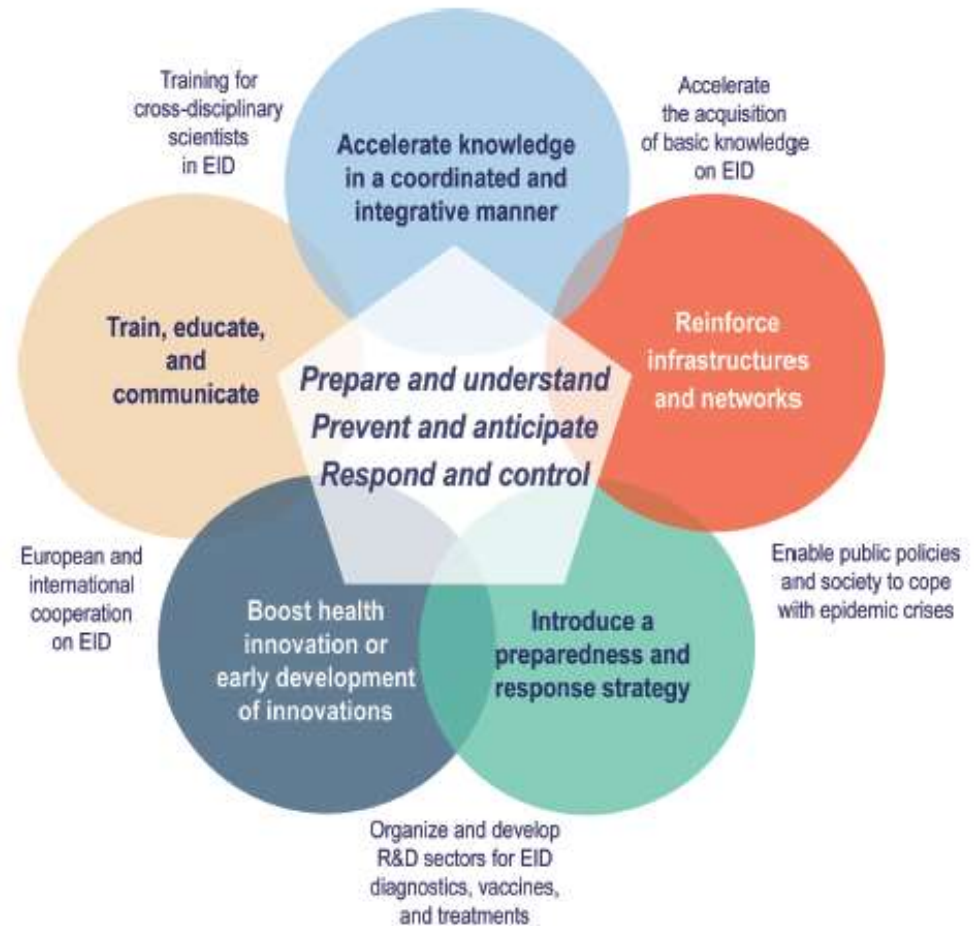 Training for
cross-disciplinary
scientists
in EID
Accelerate knowledge
in a coordinated and
integrative manner
Accelerate
the acquisition
of basic knowledge
on EID
Train, educate,
and
communicate
Prepare and understand
Prevent and anticipate
Respond and control
Reinforce
infrastructures
and networks
European and
international
cooperation
on EID
Boost health
innovation or
early development
of innovations
Introduce a
preparedness and
response strategy
Enable public policies
and society to cope
with epidemic crises
Organize and develop
R&D sectors for EID
diagnostics, vaccines,
and treatments